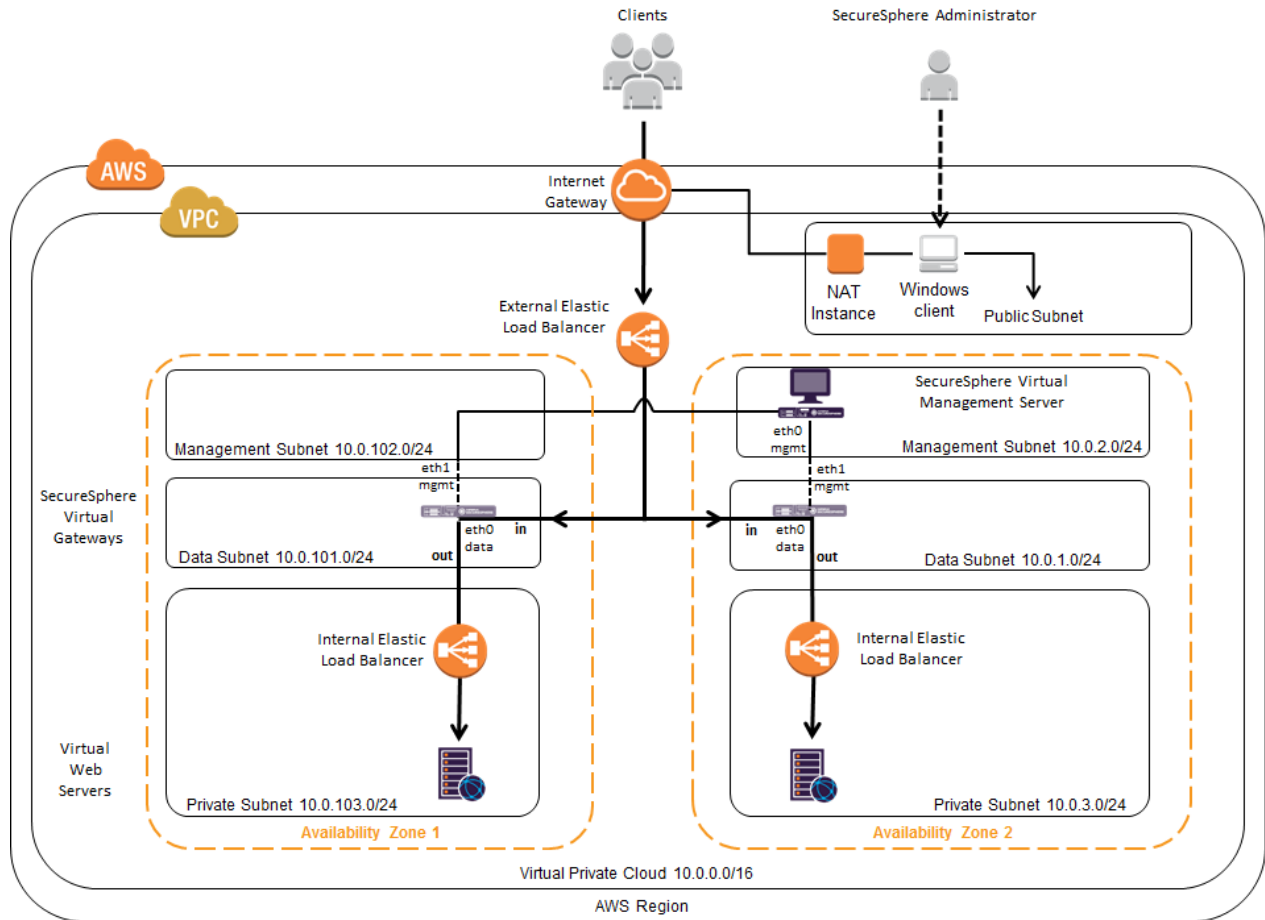 Clients
SecureSphere Administrator
AWS
Internet
Gateway
VPC
NAT
Instance
Windows
client
Public Subnet
External Elastic
Load Balancer
SecureSphere Virtual
Management Server
eth0
mgmt
Management Subnet 10.0.102.0/24
Management Subnet 10.0.2.0/24
eth1
mgmt
eth1
mgmt
SecureSphere
Virtual
Gateways
in
eth0
data
out
Data Subnet 10.0.101.0/24
in
eth0
data
out
Data Subnet 10.0.1.0/24
Internal Elastic
Load Balancer
Internal Elastic
Load Balancer
Virtual
Web
Servers
Private Subnet 10.0.103.0/24
Private Subnet 10.0.3.0/24
Availability Zone 1
Availability Zone 2
Virtual Private Cloud 10.0.0.0/16
AWS Region